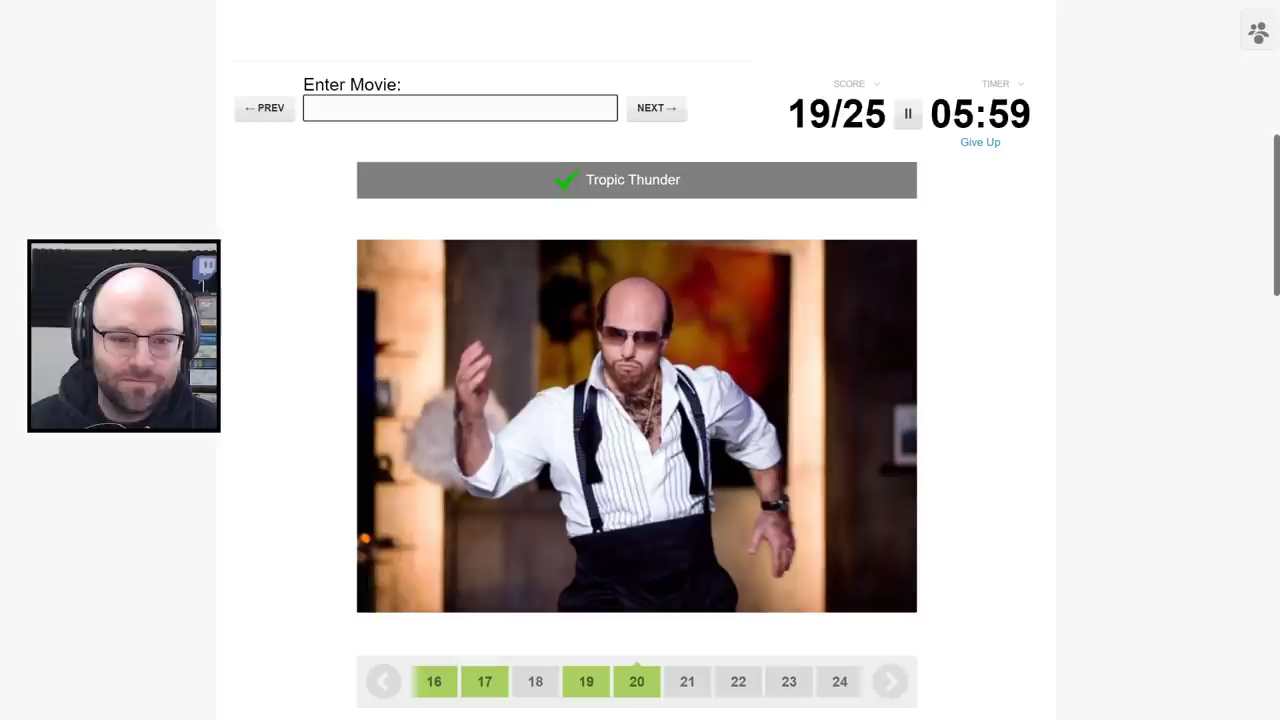 Enter Movie:
← PREV
NEXT →
SCORE
19/25
TIMER
05:59
Give Up
Tropic Thunder
16 17 18 19 20 21 22 23 24